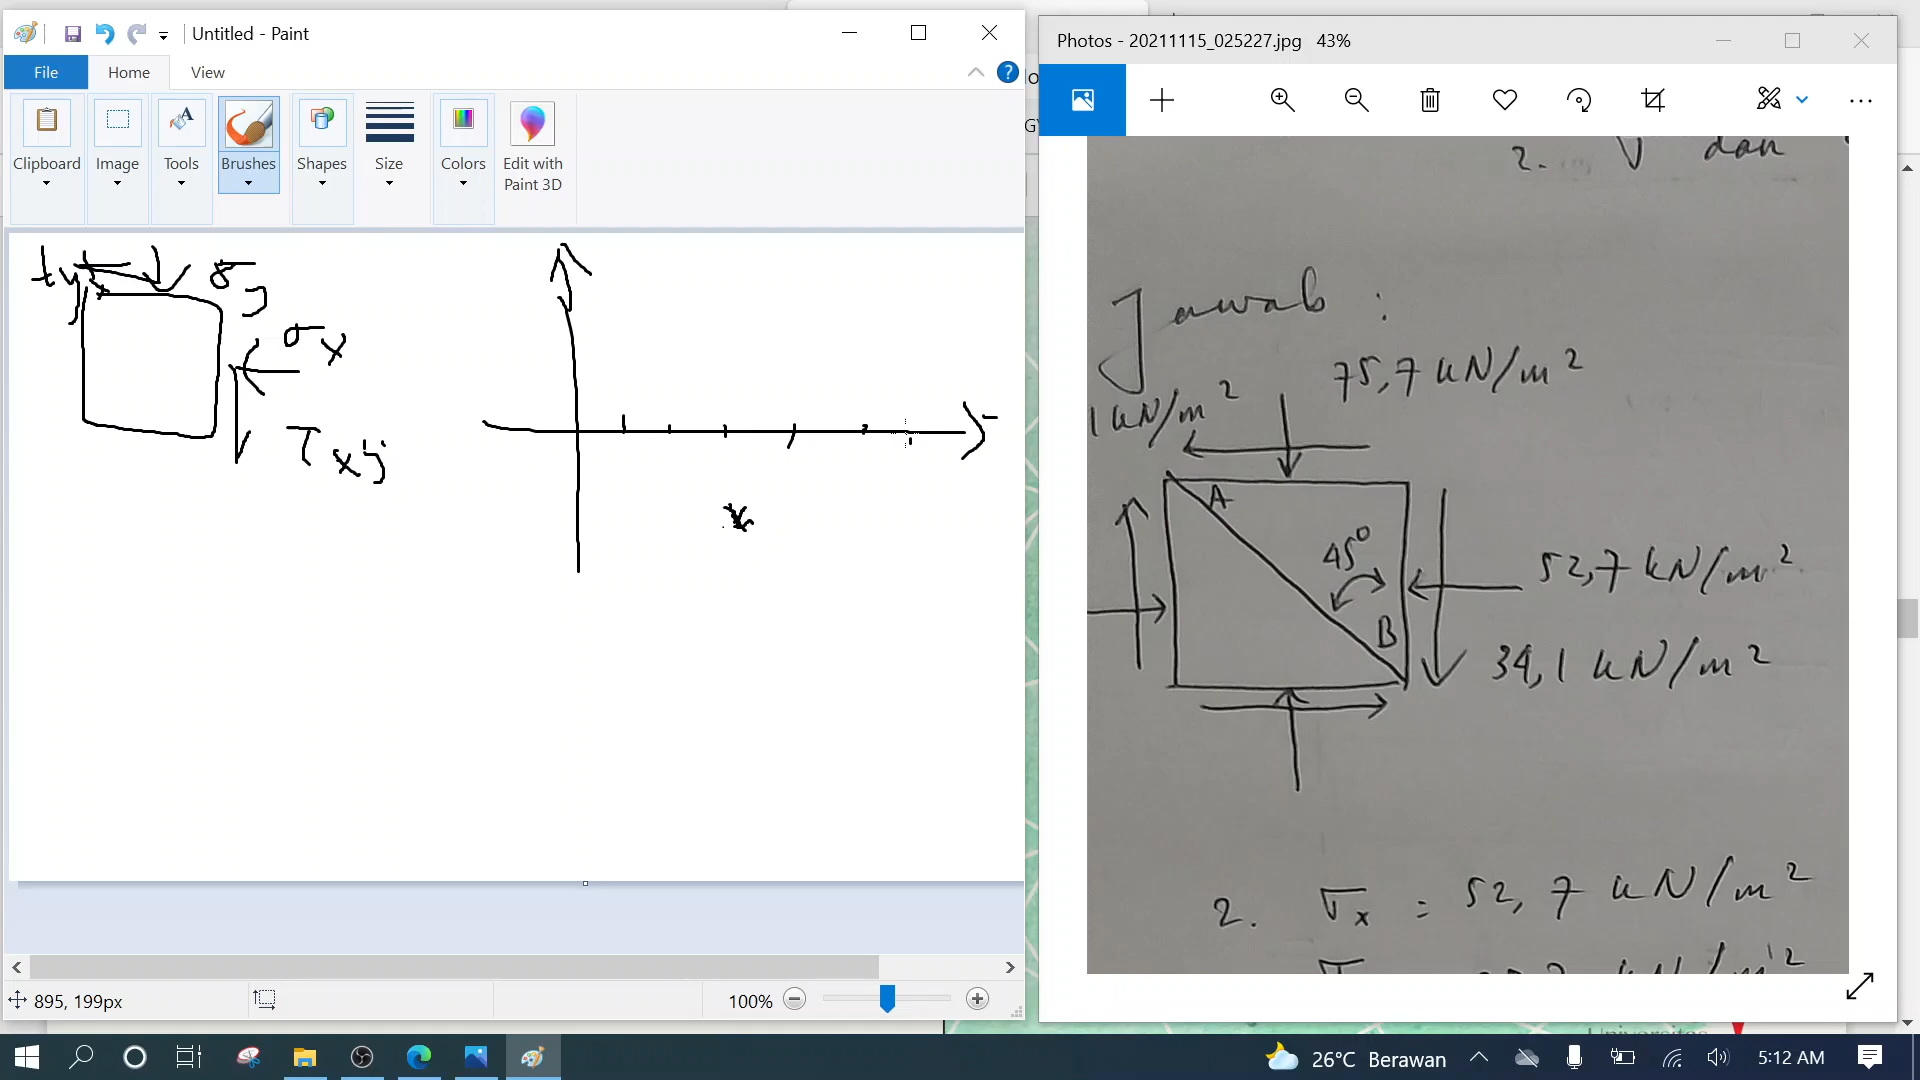 Untitled - Paint
File
Home
View
Clipboard
Image
Tools
Brushes
Shapes
Size
Colors
Edit with
Paint 3D
σy
σx
τxy
895, 199px
100%
Photos - 20211115_025227.jpg 43%
2. σ dan
Jawab :
75,7 kN/m²
1 kN/m²
A
45°
B
52,7 kN/m²
34,1 kN/m²
2. σx = 52,7 kN/m²
26°C Berawan
5:12 AM